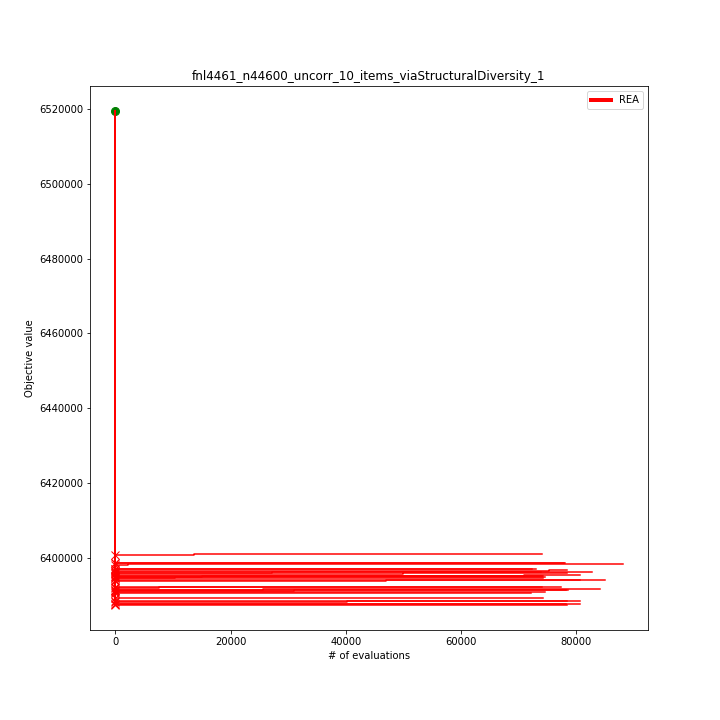 fnl4461_n44600_uncorr_10_items_viaStructuralDiversity_1
REA
6520000
6500000
6480000
6460000
6440000
6420000
6400000
Objective value
0 20000 40000 60000 80000
# of evaluations